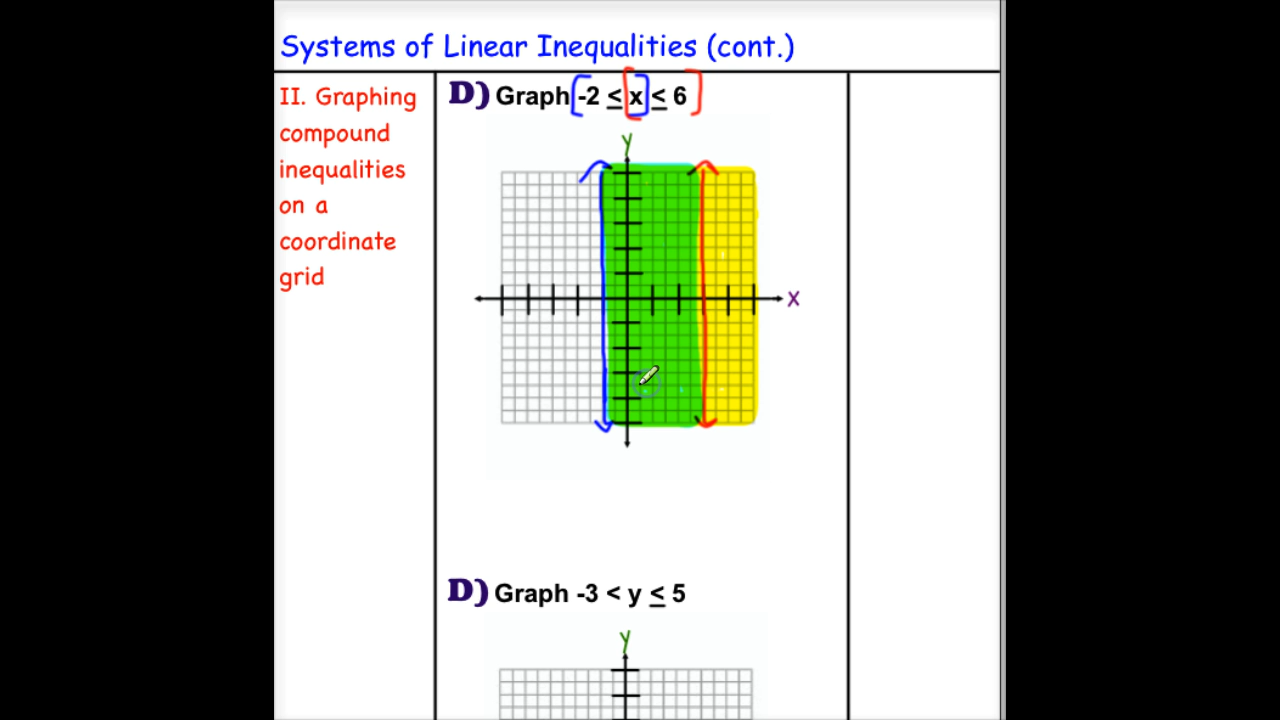 Systems of Linear Inequalities (cont.)
II. Graphing
compound
inequalities
on a
coordinate
grid
D) Graph -2 ≤ x ≤ 6
y
x
D) Graph -3 < y ≤ 5
y